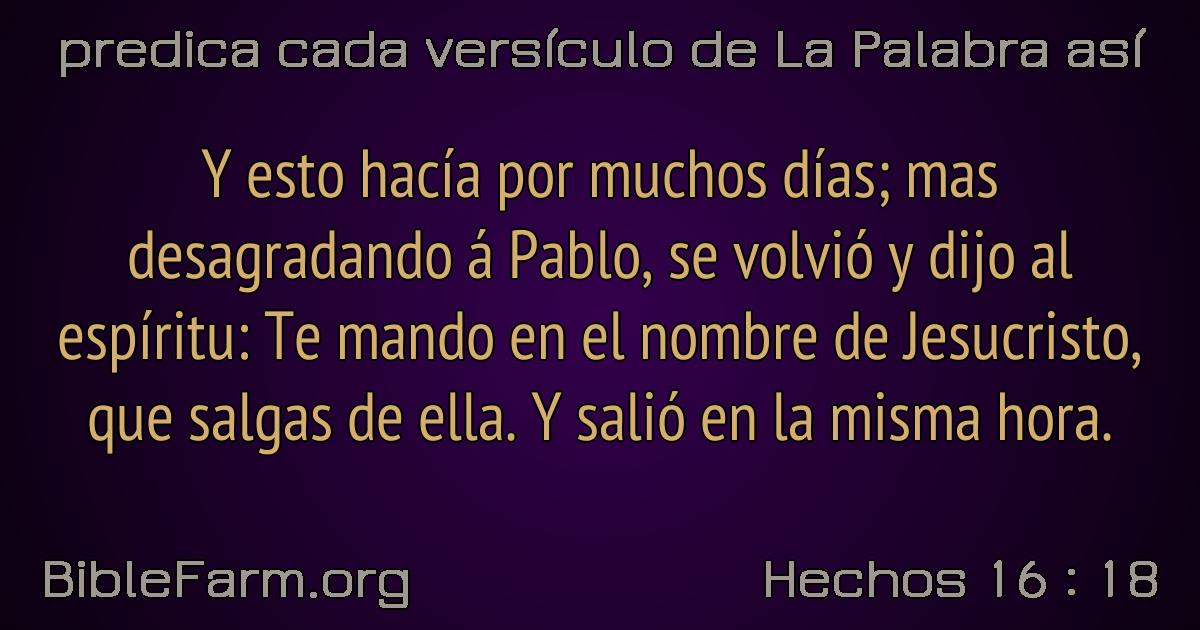 predica cada versículo de La Palabra así
Y esto hacía por muchos días; mas
desagradando á Pablo, se volvió y dijo al
espíritu: Te mando en el nombre de Jesucristo,
que salgas de ella. Y salió en la misma hora.
BibleFarm.org
Hechos 16 : 18